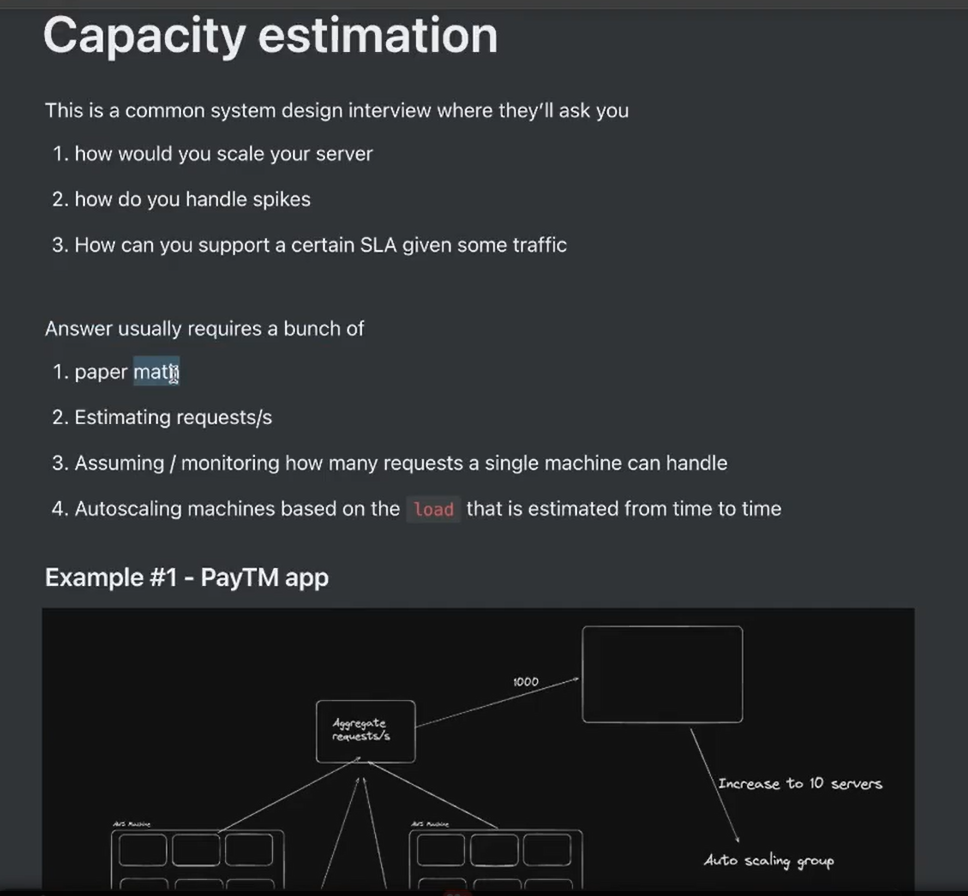 Capacity estimation
This is a common system design interview where they'll ask you
1. how would you scale your server
2. how do you handle spikes
3. How can you support a certain SLA given some traffic
Answer usually requires a bunch of
1. paper math
2. Estimating requests/s
3. Assuming / monitoring how many requests a single machine can handle
4. Autoscaling machines based on the load that is estimated from time to time
Example #1 - PayTM app
1000
Aggregate
requests/s
Increase to 10 servers
AWS Machine
AWS Machine
Auto scaling group